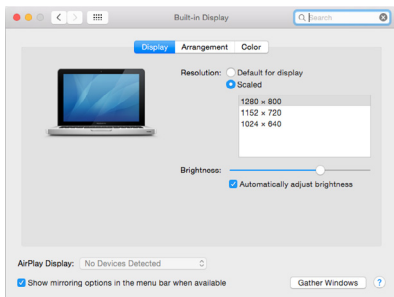 Built-in Display
Search
Display Arrangement Color
Resolution: Default for display
Scaled
1280 × 800
1152 × 720
1024 × 640
Brightness:
Automatically adjust brightness
AirPlay Display: No Devices Detected
Show mirroring options in the menu bar when available
Gather Windows ?